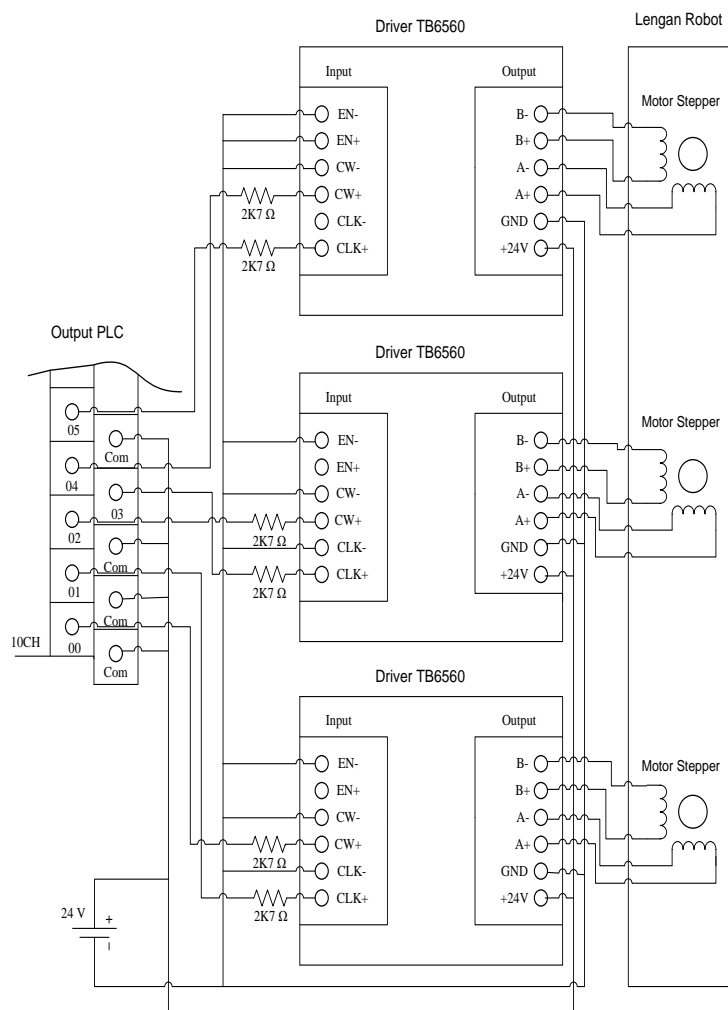 Driver TB6560
Lengan Robot
Input
Output
EN-
EN+
CW-
CW+
CLK-
CLK+
2K7 Ω
2K7 Ω
B-
B+
A-
A+
GND
+24V
Motor Stepper
Output PLC
05
Com
04
03
02
Com
01
Com
00
Com
10CH
Driver TB6560
Input
Output
EN-
EN+
CW-
CW+
CLK-
CLK+
2K7 Ω
2K7 Ω
B-
B+
A-
A+
GND
+24V
Motor Stepper
Driver TB6560
Input
Output
EN-
EN+
CW-
CW+
CLK-
CLK+
2K7 Ω
2K7 Ω
B-
B+
A-
A+
GND
+24V
Motor Stepper
24 V
+
-